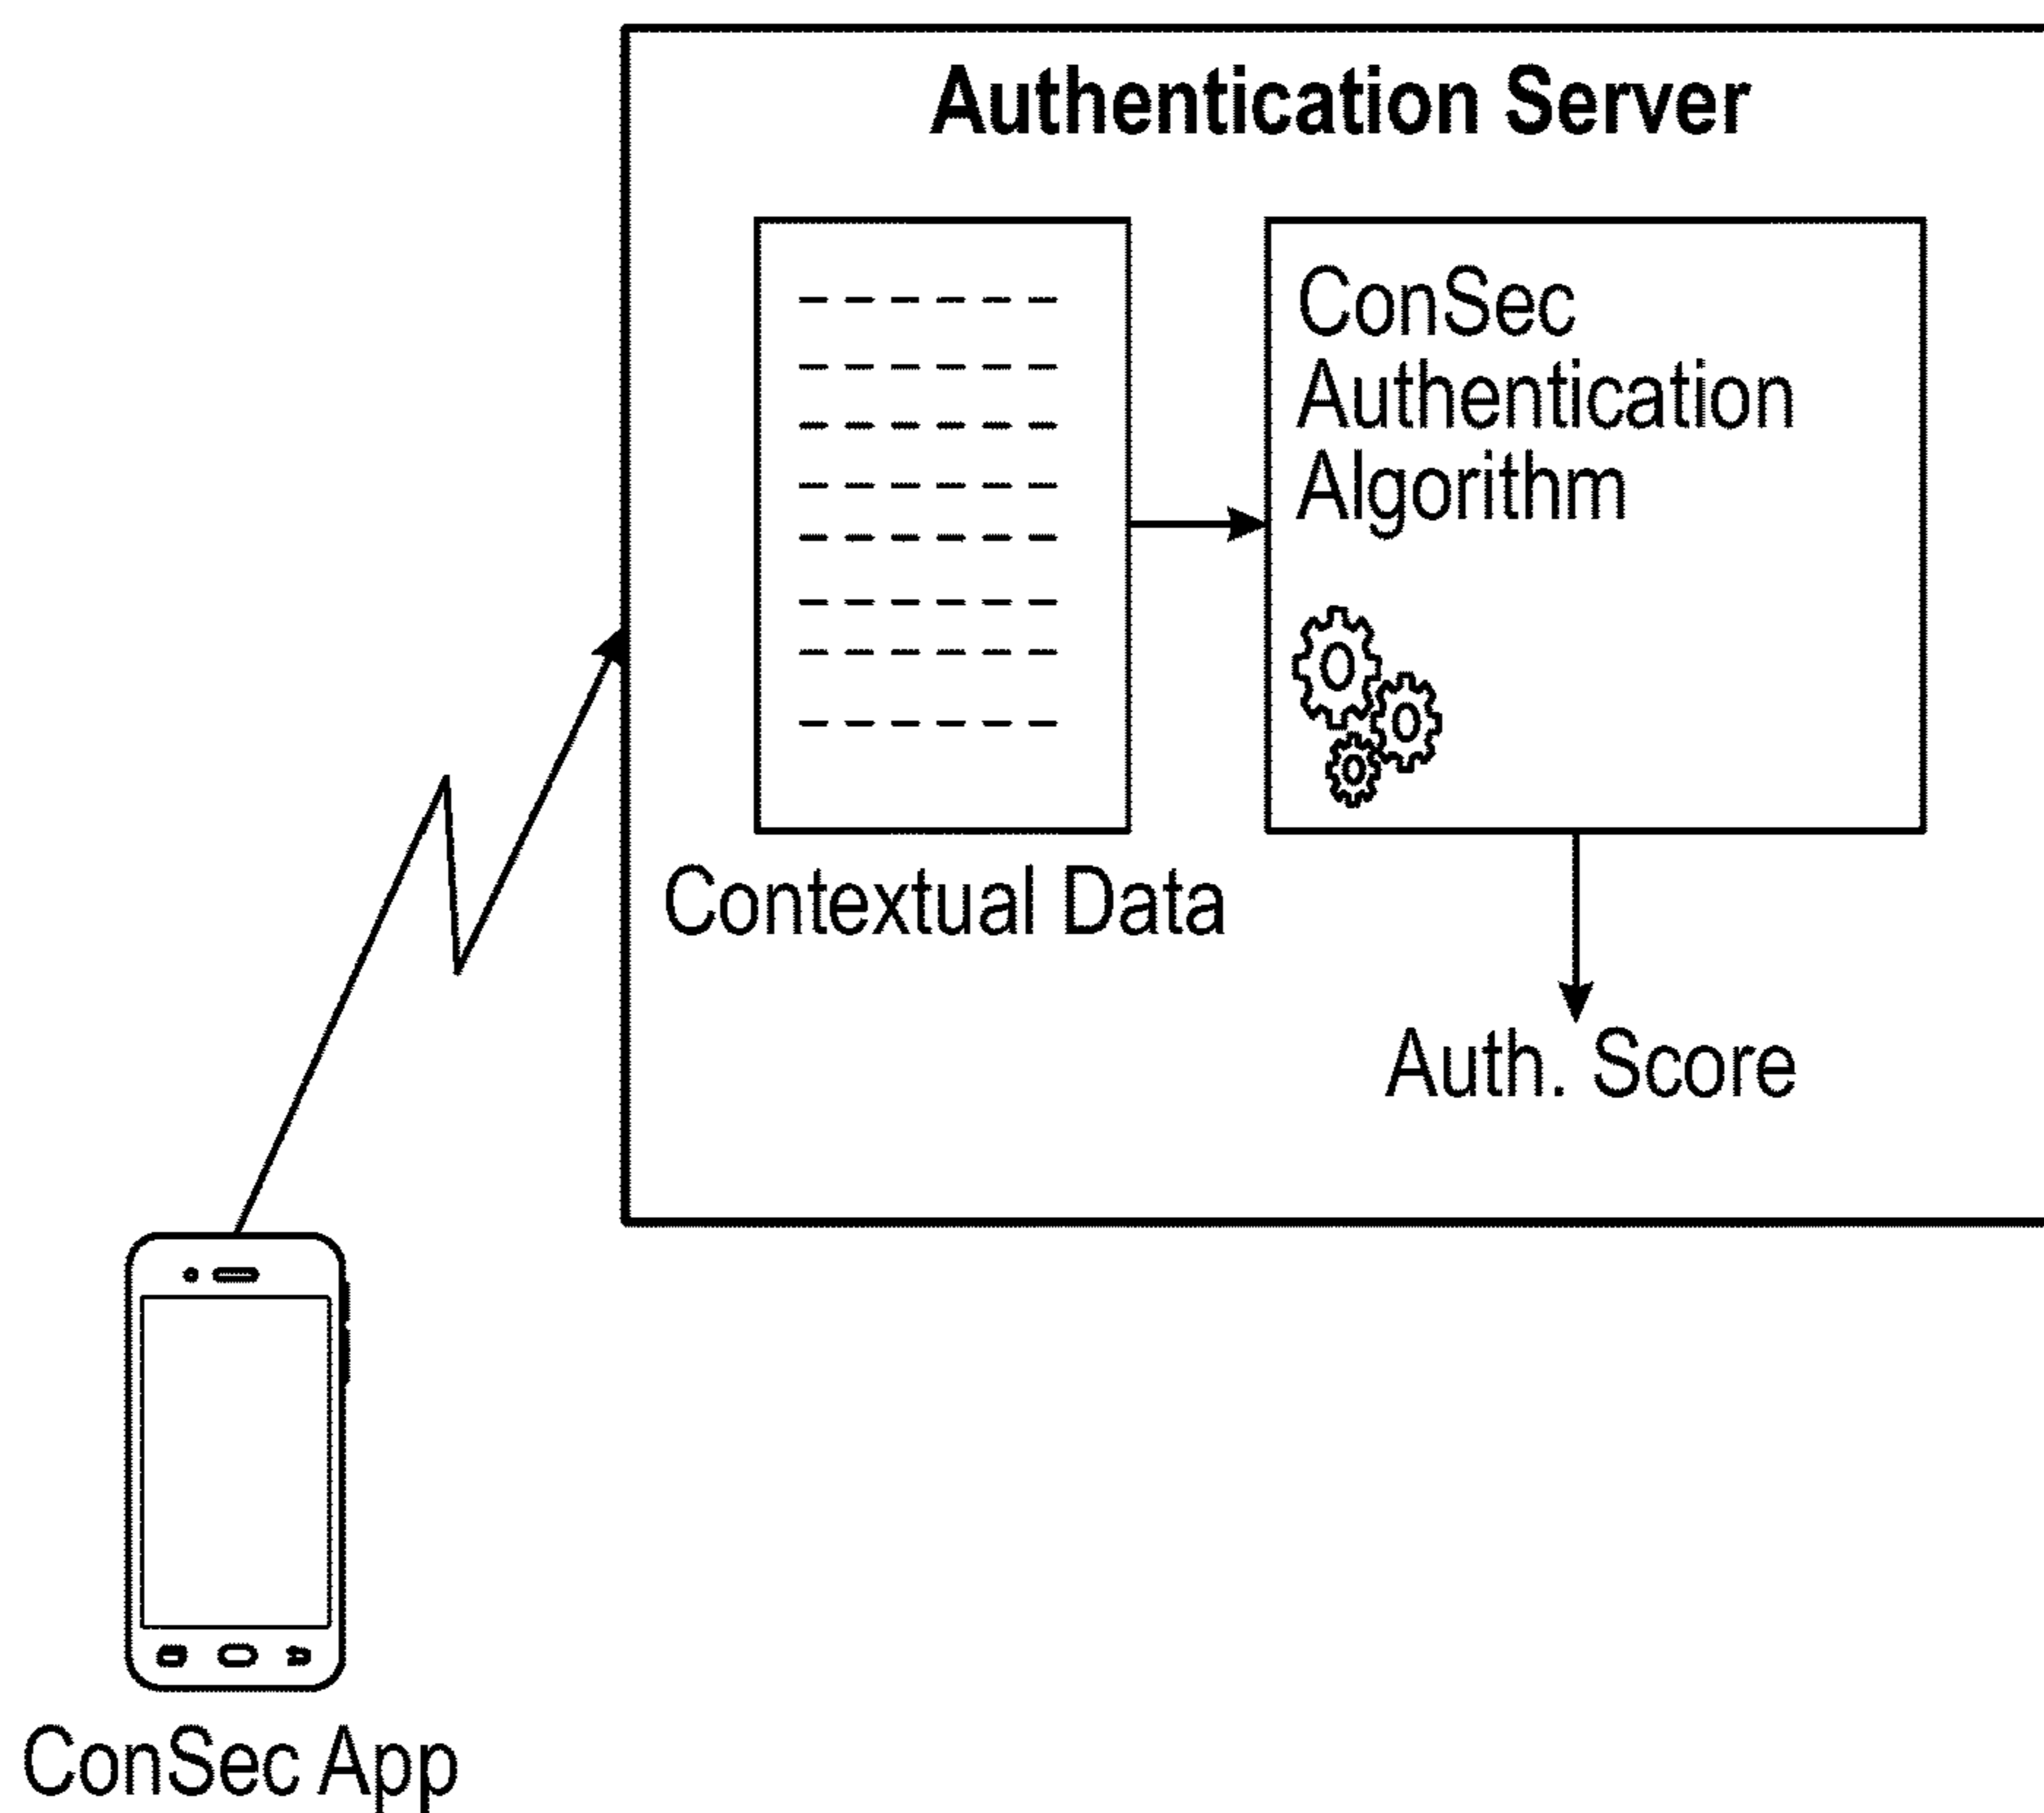 Authentication Server
ConSec
Authentication
Algorithm
Contextual Data
Auth. Score
ConSec App